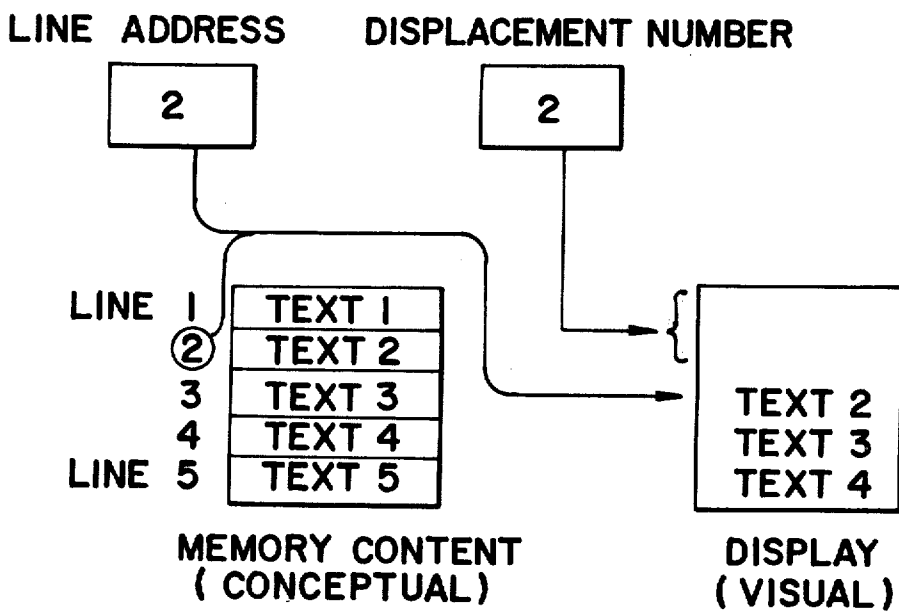 LINE ADDRESS DISPLACEMENT NUMBER
2 2
LINE 1 TEXT 1
2 TEXT 2
3 TEXT 3
4 TEXT 4
LINE 5 TEXT 5
TEXT 2
TEXT 3
TEXT 4
MEMORY CONTENT
(CONCEPTUAL)
DISPLAY
(VISUAL)